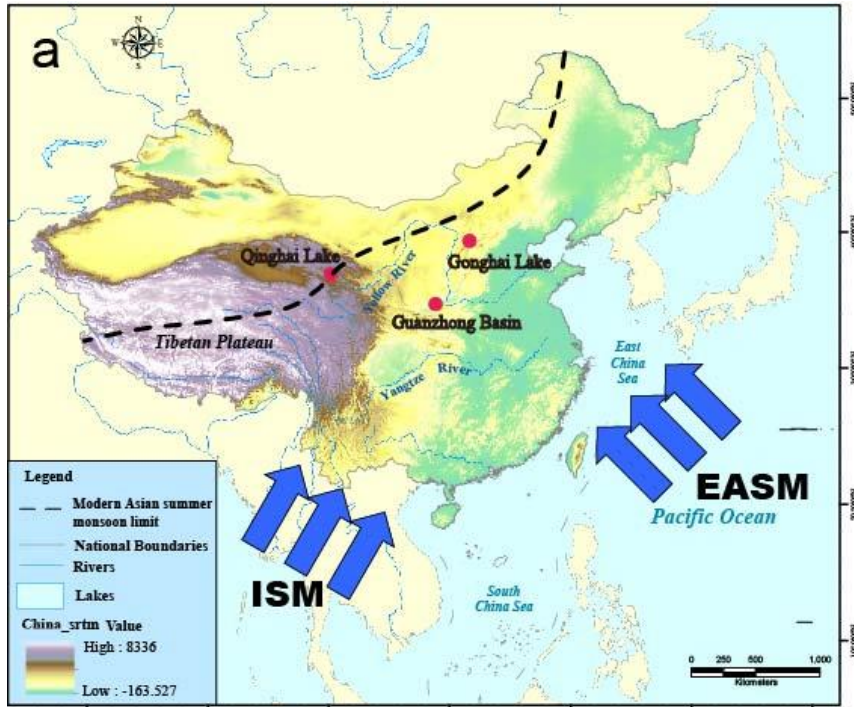 a
N
W
E
S
Qinghai Lake
Yellow River
Gonghai Lake
Guanzhong Basin
Tibetan Plateau
Yangtze River
East
China
Sea
EASM
Pacific Ocean
ISM
South
China Sea
Legend
Modern Asian summer
monsoon limit
National Boundaries
Rivers
Lakes
China_srtm Value
High : 8336
Low : -163.527
0 250 500 1,000
Kilometers